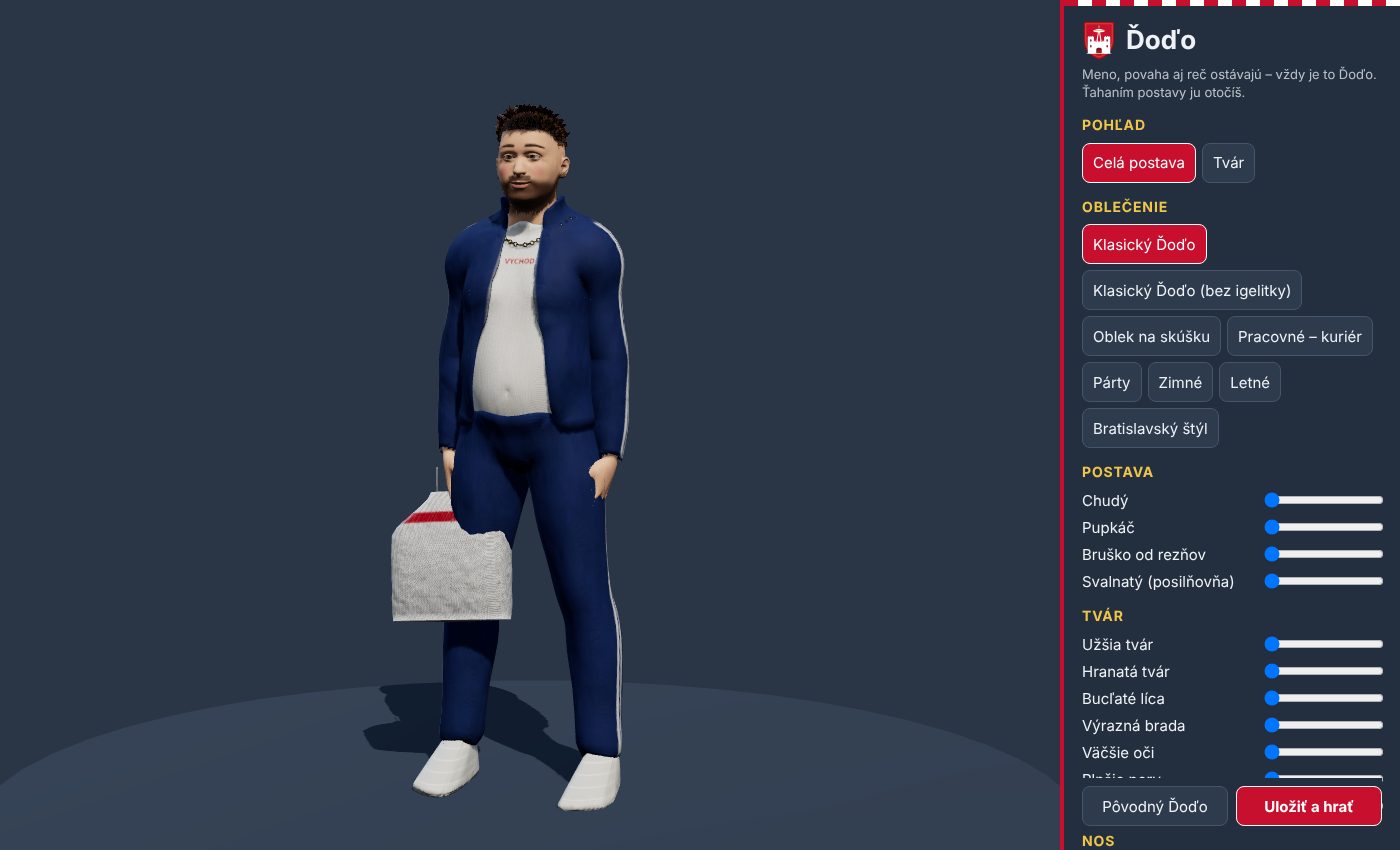 Ďoďo
Meno, povaha aj reč ostávajú – vždy je to Ďoďo.
Ťahaním postavy ju otočíš.
POHĽAD
Celá postava Tvár
OBLEČENIE
Klasický Ďoďo
Klasický Ďoďo (bez igelitky)
Oblek na skúšku Pracovné – kuriér
Párty Zimné Letné
Bratislavský štýl
POSTAVA
Chudý
Pupkáč
Bruško od rezňov
Svalnatý (posilňovňa)
TVÁR
Užšia tvár
Hranatá tvár
Bucľaté líca
Výrazná brada
Väčšie oči
Pôvodný Ďoďo Uložiť a hrať
NOS
VYCHOD